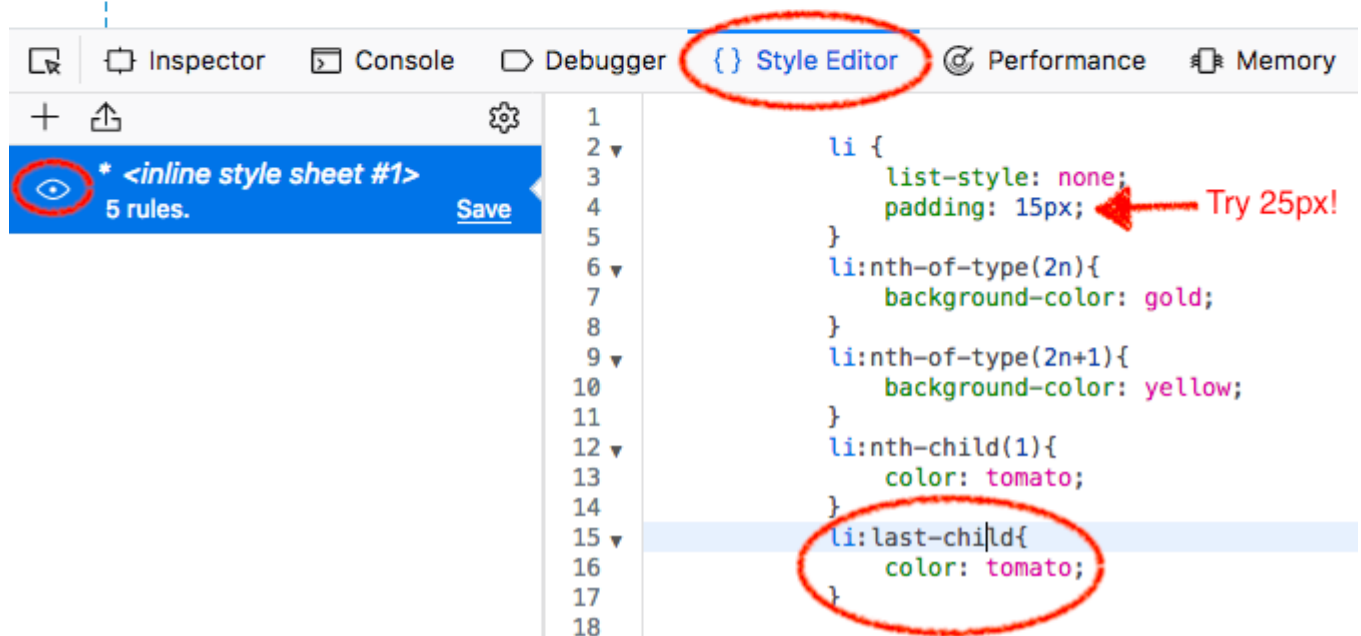 Inspector Console Debugger { } Style Editor Performance Memory
* <inline style sheet #1>
5 rules. Save
1
2 li {
3 list-style: none;
4 padding: 15px; Try 25px!
5 }
6 li:nth-of-type(2n){
7 background-color: gold;
8 }
9 li:nth-of-type(2n+1){
10 background-color: yellow;
11 }
12 li:nth-child(1){
13 color: tomato;
14 }
15 li:last-child{
16 color: tomato;
17 }
18